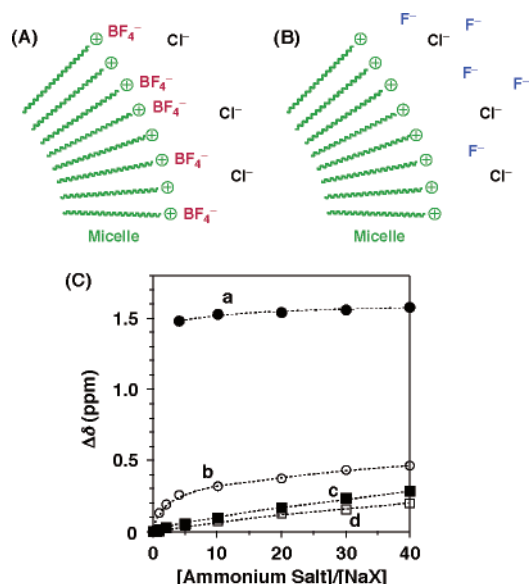 (A)
BF₄⁻ Cl⁻
BF₄⁻
BF₄⁻ Cl⁻
BF₄⁻ Cl⁻
BF₄⁻
Micelle
(B)
F⁻ F⁻
Cl⁻
F⁻ F⁻
Cl⁻
F⁻
Cl⁻
Micelle
(C)
a
b
c
d
1.5
1.0
0.5
0
Δδ (ppm)
0 10 20 30 40
[Ammonium Salt]/[NaX]